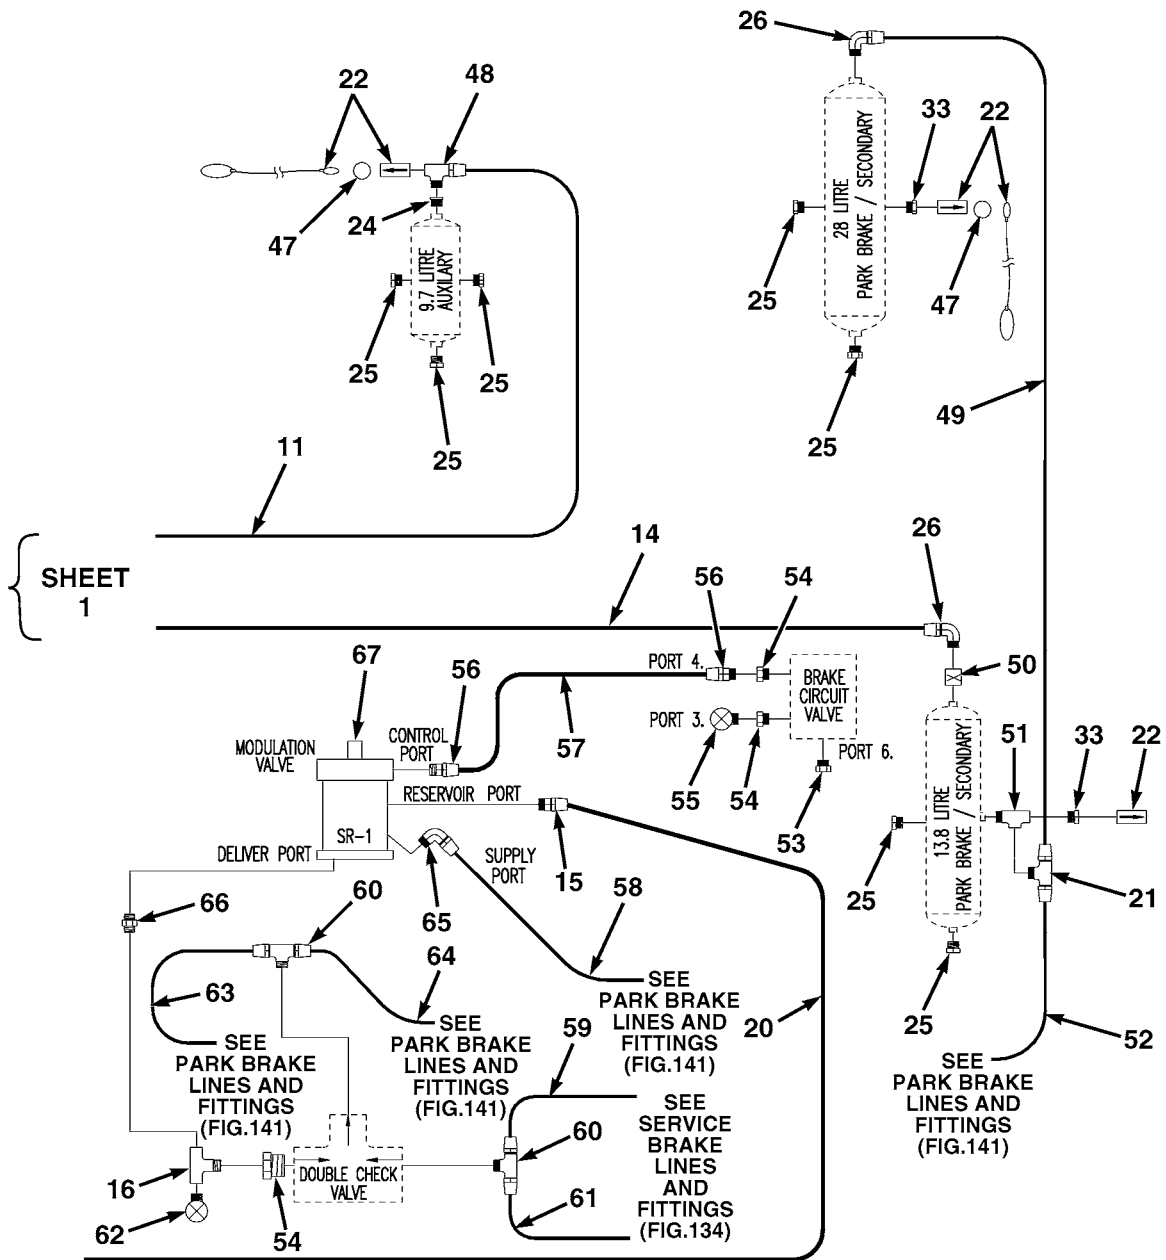 26
22
48
33
22
47
24
28 LITRE
PARK BRAKE / SECONDARY
9.7 LITRE
AUXILARY
25
47
25
25
25
25
49
11
SHEET
1
14
26
56
54
67
56
PORT 4.
BRAKE
CIRCUIT
VALVE
50
MODULATION
VALVE
CONTROL
PORT
57
PORT 3.
PORT 6.
51
33
22
RESERVOIR PORT
55
54
53
SR-1
DELIVER PORT
SUPPLY
PORT
15
13.8 LITRE
PARK BRAKE / SECONDARY
25
21
66
60
65
58
64
63
SEE
PARK BRAKE
LINES AND
FITTINGS
(FIG.141)
20
25
52
SEE
PARK BRAKE
LINES AND
FITTINGS
(FIG.141)
SEE
PARK BRAKE
LINES AND
FITTINGS
(FIG.141)
59
SEE
PARK BRAKE
LINES AND
FITTINGS
(FIG.141)
SEE
SERVICE
BRAKE
LINES
AND
FITTINGS
(FIG.134)
60
16
DOUBLE CHECK
VALVE
62
54
61